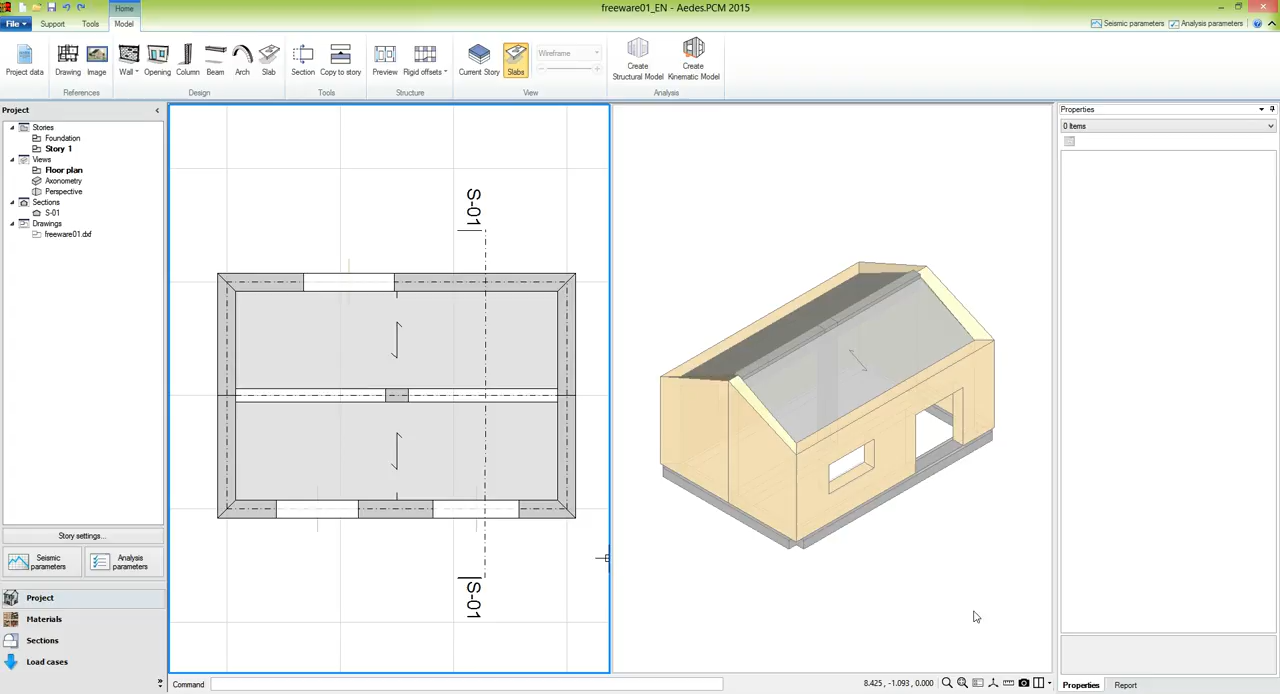 Home
freeware01_EN - Aedes.PCM 2015
File
Support
Tools
Model
Seismic parameters
Analysis parameters
Project data
Drawing
Image
Wall
Opening
Column
Beam
Arch
Slab
Section
Copy to story
Preview
Rigid offsets
Current Story
Slabs
Wireframe
Create
Structural Model
Create
Kinematic Model
References
Design
Tools
Structure
View
Analysis
Project
Stories
Foundation
Story 1
Views
Floor plan
Axonometry
Perspective
Sections
S-01
Drawings
freeware01.dxf
Story settings...
Seismic
parameters
Analysis
parameters
Project
Materials
Sections
Load cases
S-01
S-01
Properties
0 Items
Command
8.425, -1.093, 0.000
Properties
Report